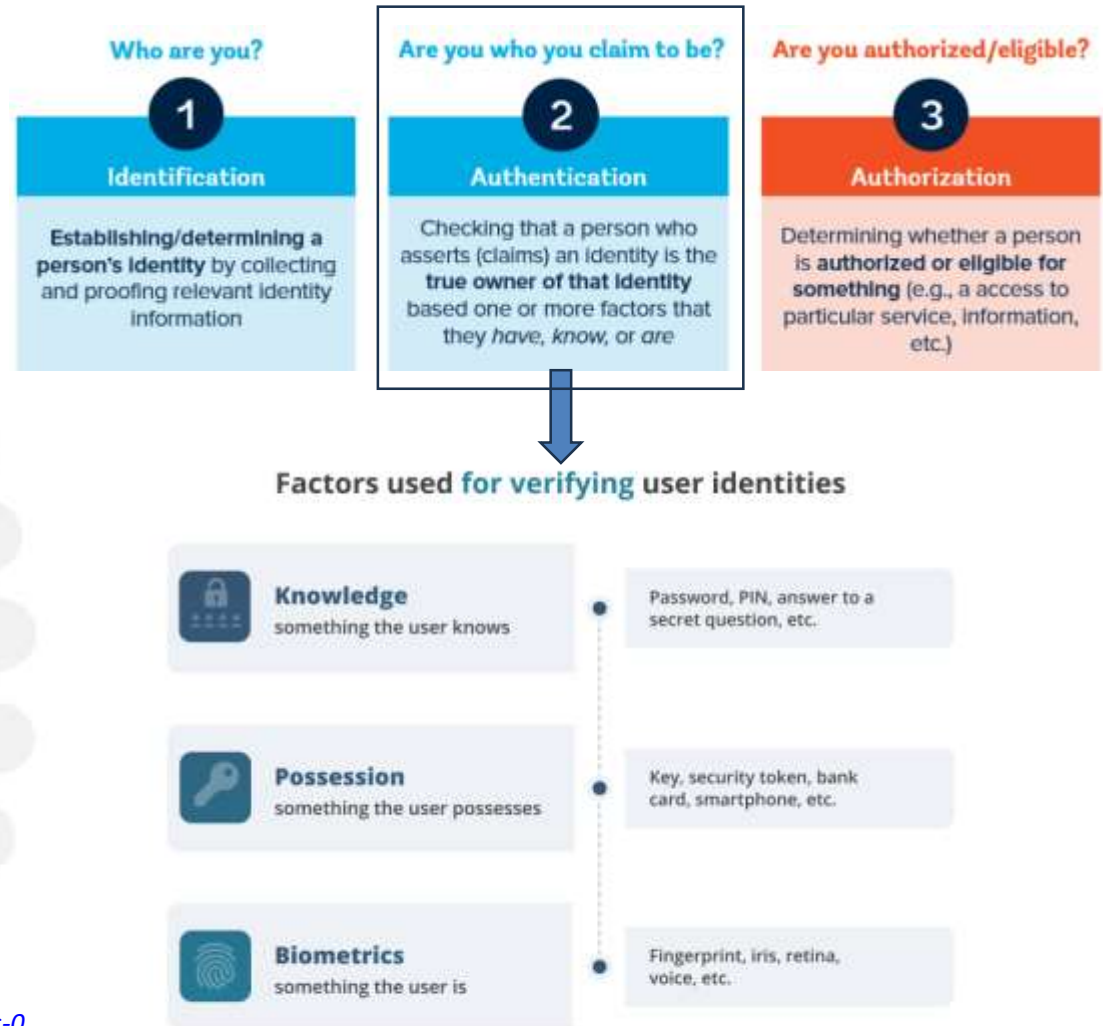 Who are you?
1
Identification
Establishing/determining a
person's identity by collecting
and proofing relevant identity
information
Are you who you claim to be?
2
Authentication
Checking that a person who
asserts (claims) an identity is the
true owner of that identity
based one or more factors that
they have, know, or are
Are you authorized/eligible?
3
Authorization
Determining whether a person
is authorized or eligible for
something (e.g., a access to
particular service, information,
etc.)
Factors used for verifying user identities
Knowledge
something the user knows
Password, PIN, answer to a
secret question, etc.
Possession
something the user possesses
Key, security token, bank
card, smartphone, etc.
Biometrics
something the user is
Fingerprint, iris, retina,
voice, etc.